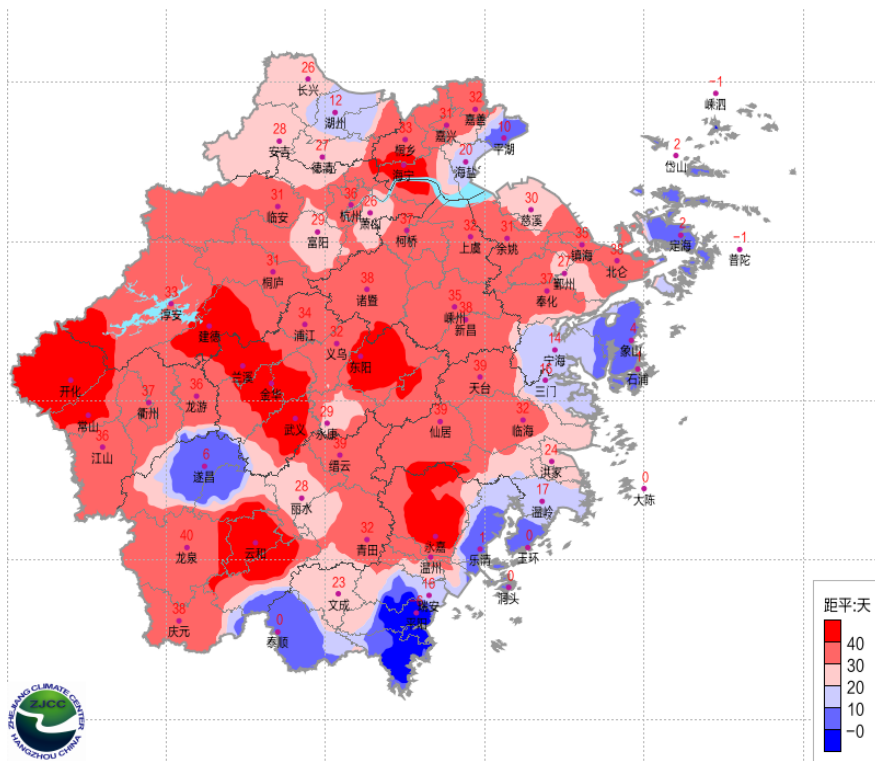 26
长兴
12
湖州
28
安吉
27
德清
33
桐乡
31
嘉兴
32
嘉善
10
平湖
20
海盐
海宁
-1
嵊泗
2
岱山
2
定海
-1
普陀
31
临安
36
杭州
26
萧山
29
富阳
37
柯桥
上虞
31
余姚
30
慈溪
镇海
北仑
27
鄞州
37
奉化
31
桐庐
33
淳安
建德
38
诸暨
35
嵊州
38
新昌
34
浦江
32
义乌
东阳
14
宁海
4
象山
石浦
三门
开化
常山
37
衢州
36
龙游
兰溪
金华
武义
29
永康
39
天台
39
仙居
32
临海
36
江山
39
缙云
6
遂昌
24
洪家
17
温岭
0
大陈
28
丽水
40
龙泉
云和
32
青田
永嘉
温州
1
乐清
0
玉环
0
洞头
23
文成
瑞安
38
庆元
0
泰顺
距平:天
40
30
20
10
-0
ZHEJIANG CLIMATE CENTER
ZJCC
HANGZHOU CHINA